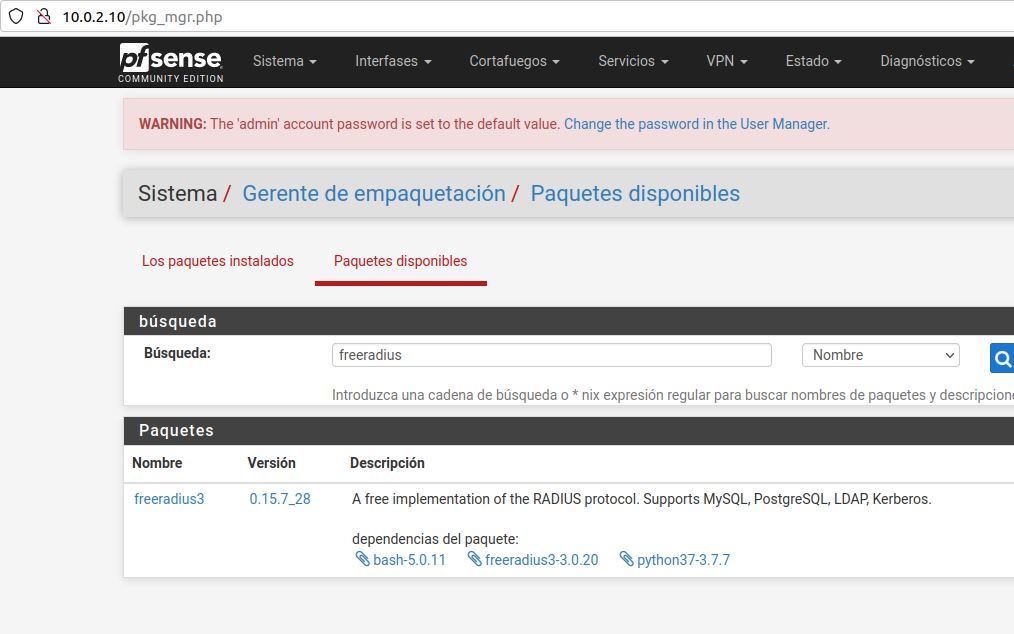 10.0.2.10/pkg_mgr.php
pfsense
COMMUNITY EDITION
Sistema Interfases Cortafuegos Servicios VPN Estado Diagnósticos
WARNING: The 'admin' account password is set to the default value. Change the password in the User Manager.
Sistema / Gerente de empaquetación / Paquetes disponibles
Los paquetes instalados Paquetes disponibles
búsqueda
Búsqueda: freeradius Nombre
Introduzca una cadena de búsqueda o * nix expresión regular para buscar nombres de paquetes y descripcione
Paquetes
Nombre Versión Descripción
freeradius3 0.15.7_28 A free implementation of the RADIUS protocol. Supports MySQL, PostgreSQL, LDAP, Kerberos.
dependencias del paquete:
bash-5.0.11 freeradius3-3.0.20 python37-3.7.7